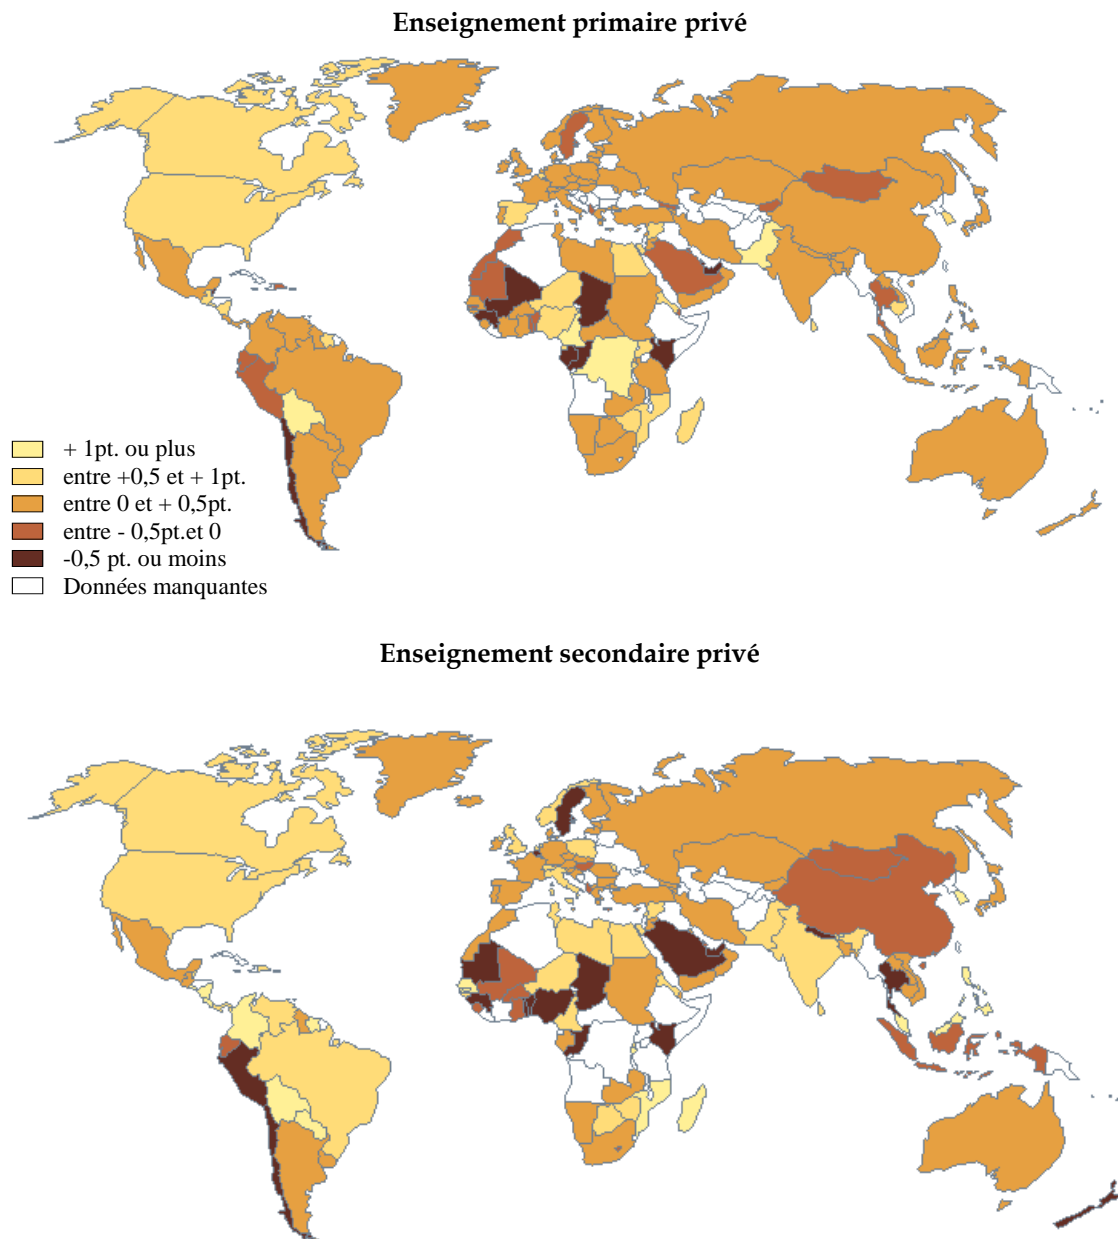 Enseignement primaire privé
+ 1pt. ou plus
entre +0,5 et + 1pt.
entre 0 et + 0,5pt.
entre - 0,5pt.et 0
-0,5 pt. ou moins
Données manquantes
Enseignement secondaire privé